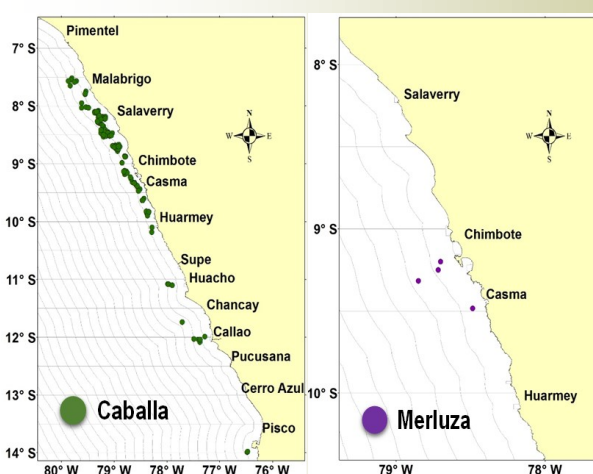 Pimentel
7° S
Malabrigo
8° S
Salaverry
N
W E
S
9° S
Chimbote
Casma
10° S
Huarmey
Supe
11° S
Huacho
Chancay
12° S
Callao
Pucusana
13° S
Cerro Azul
Caballa
Pisco
14° S
80°W 79°W 78°W 77°W 76°W
8° S
Salaverry
N
W E
S
9° S
Chimbote
Casma
10° S
Huarmey
Merluza
79°W 78°W